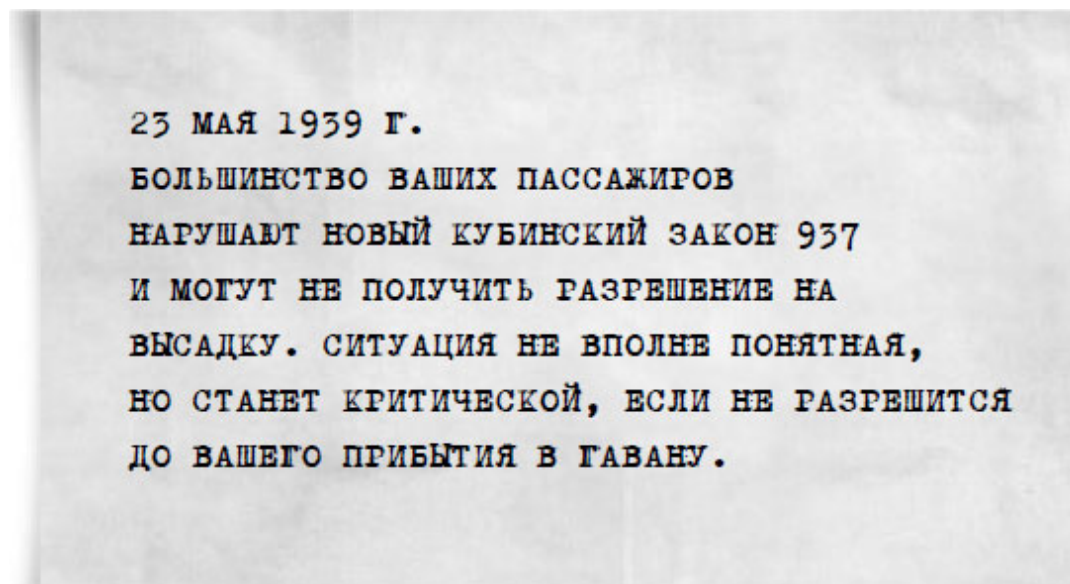 23 МАЯ 1939 Г.
БОЛЬШИНСТВО ВАШИХ ПАССАЖИРОВ
НАРУШАЮТ НОВЫЙ КУБИНСКИЙ ЗАКОН 937
И МОГУТ НЕ ПОЛУЧИТЬ РАЗРЕШЕНИЕ НА
ВЫСАДКУ. СИТУАЦИЯ НЕ ВПОЛНЕ ПОНЯТНАЯ,
НО СТАНЕТ КРИТИЧЕСКОЙ, ЕСЛИ НЕ РАЗРЕШИТСЯ
ДО ВАШЕГО ПРИБЫТИЯ В ГАВАНУ.